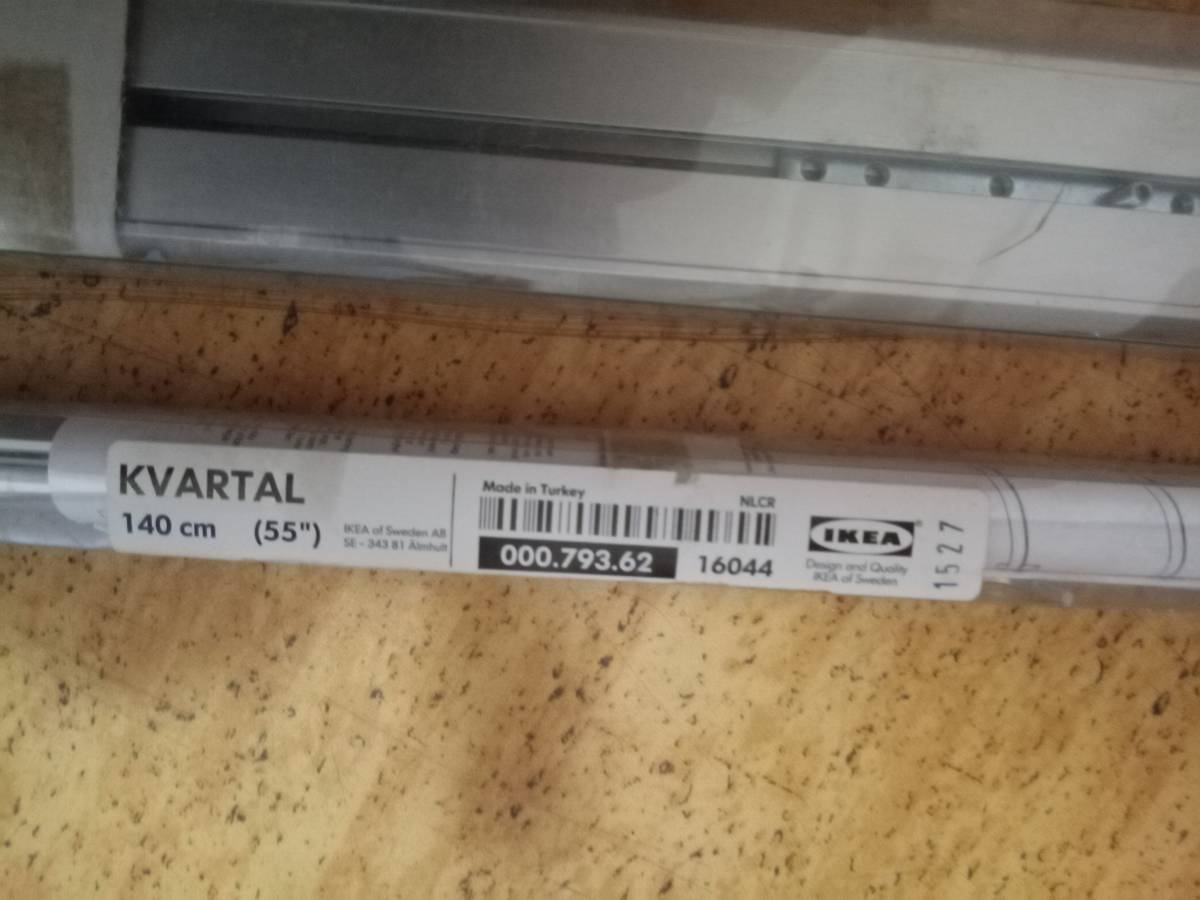 KVARTAL
140 cm (55")
IKEA of Sweden AB
SE - 343 81 Älmhult
Made in Turkey
NLCR
000.793.62 16044
IKEA®
Design and Quality
IKEA of Sweden
1527